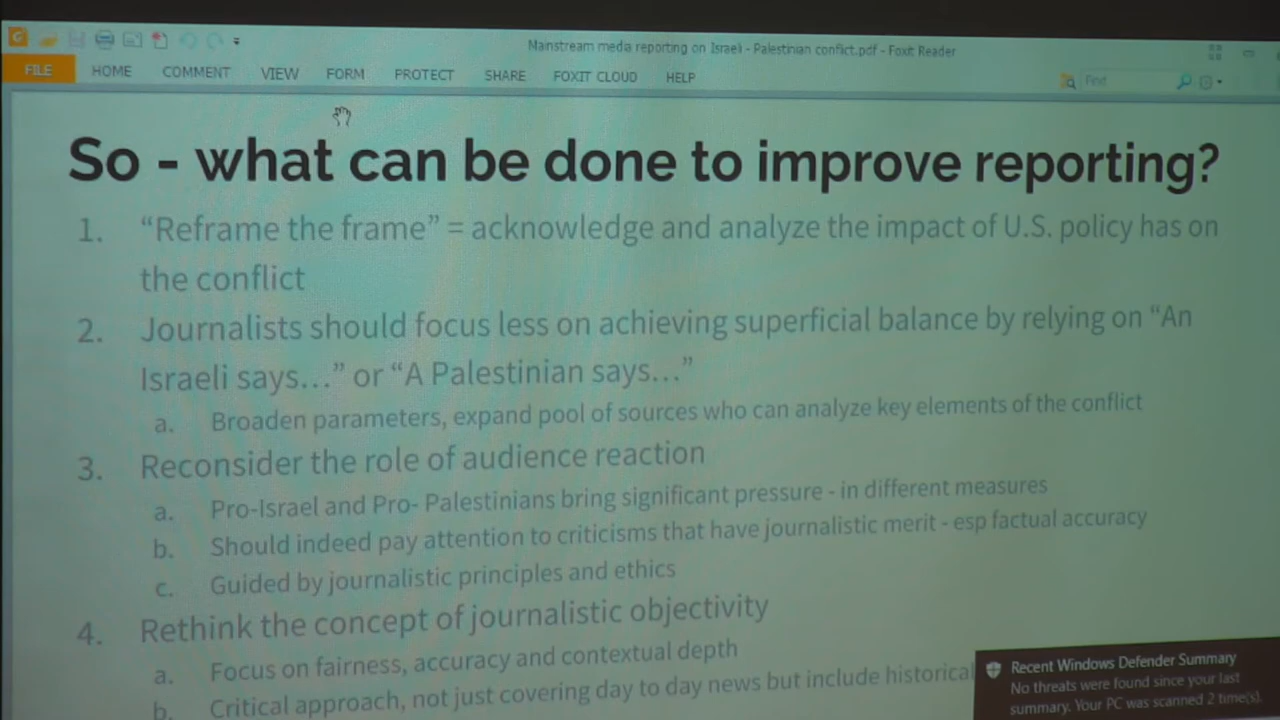 Mainstream media reporting on Israeli - Palestinian conflict.pdf - Foxit Reader
FILE HOME COMMENT VIEW FORM PROTECT SHARE FOXIT CLOUD HELP Find
So - what can be done to improve reporting?
1. “Reframe the frame” = acknowledge and analyze the impact of U.S. policy has on
the conflict
2. Journalists should focus less on achieving superficial balance by relying on “An
Israeli says...” or “A Palestinian says...”
a. Broaden parameters, expand pool of sources who can analyze key elements of the conflict
3. Reconsider the role of audience reaction
a. Pro-Israel and Pro- Palestinians bring significant pressure - in different measures
b. Should indeed pay attention to criticisms that have journalistic merit - esp factual accuracy
c. Guided by journalistic principles and ethics
4. Rethink the concept of journalistic objectivity
a. Focus on fairness, accuracy and contextual depth
b. Critical approach, not just covering day to day news but include historical
Recent Windows Defender Summary
No threats were found since your last
summary. Your PC was scanned 2 time(s).